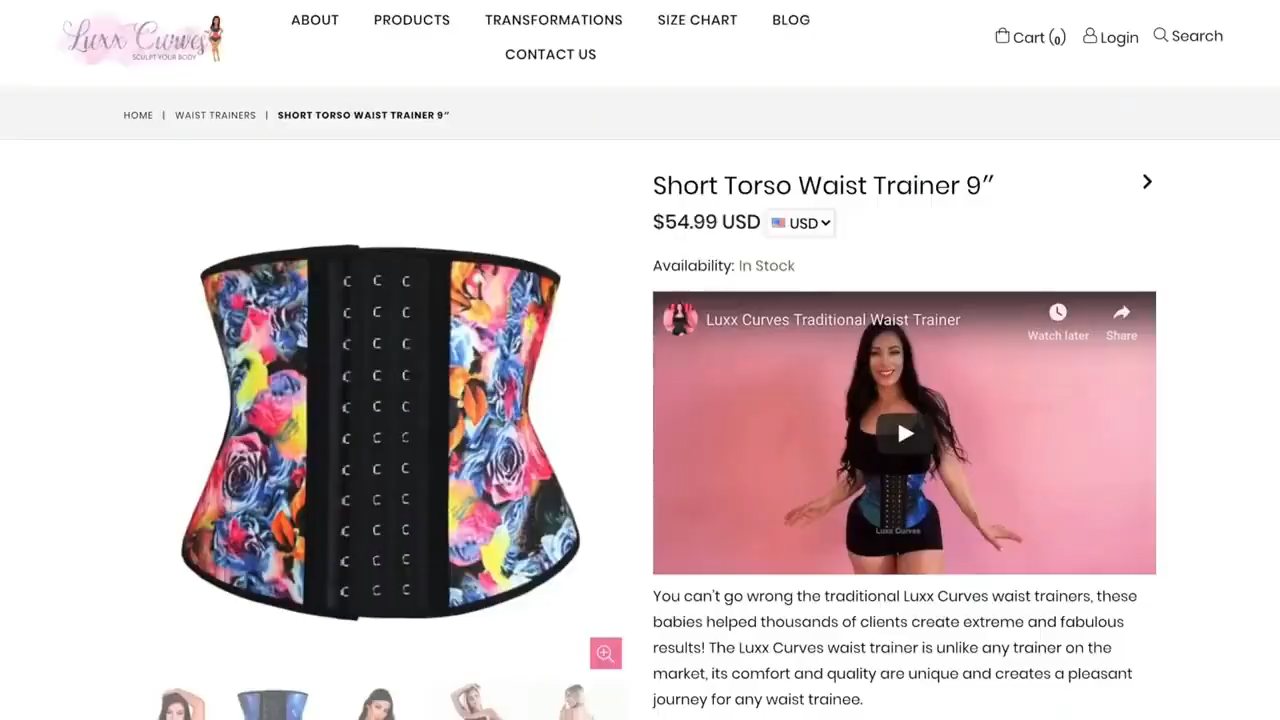 Luxx Curves
SCULPT YOUR BODY
ABOUT PRODUCTS TRANSFORMATIONS SIZE CHART BLOG
CONTACT US
Cart (0) Login Search
HOME | WAIST TRAINERS | SHORT TORSO WAIST TRAINER 9″
Short Torso Waist Trainer 9″
$54.99 USD USD
Availability: In Stock
Luxx Curves Traditional Waist Trainer
Watch later Share
Luxx Curves
You can't go wrong the traditional Luxx Curves waist trainers, these
babies helped thousands of clients create extreme and fabulous
results! The Luxx Curves waist trainer is unlike any trainer on the
market, its comfort and quality are unique and creates a pleasant
journey for any waist trainee.